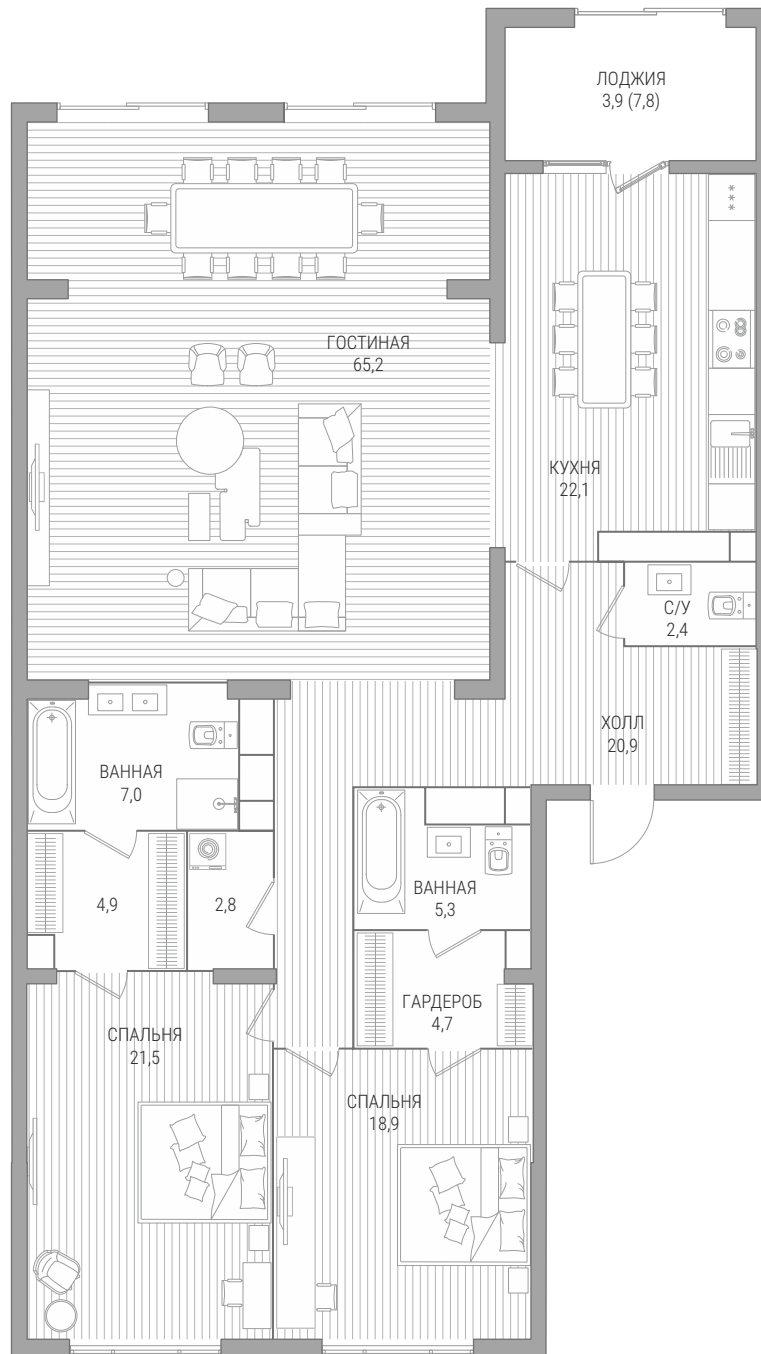 ЛОДЖИЯ
3,9 (7,8)
ГОСТИНАЯ
65,2
КУХНЯ
22,1
С/У
2,4
ХОЛЛ
20,9
ВАННАЯ
7,0
ВАННАЯ
5,3
4,9
2,8
ГАРДЕРОБ
4,7
СПАЛЬНЯ
21,5
СПАЛЬНЯ
18,9